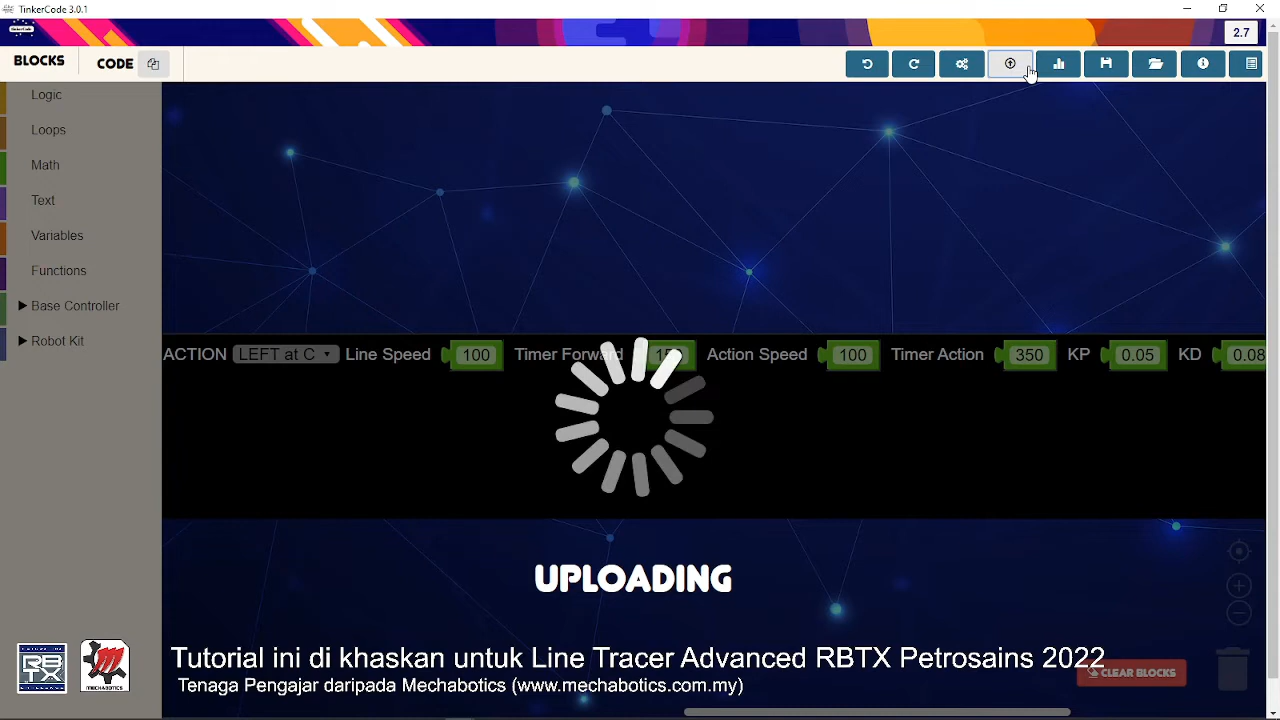 TinkerCode 3.0.1
2.7
BLOCKS
CODE
Logic
Loops
Math
Text
Variables
Functions
Base Controller
Robot Kit
ACTION LEFT at C Line Speed 100 Timer Forward Action Speed 100 Timer Action 350 KP 0.05 KD 0.08
UPLOADING
CLEAR BLOCKS
RBTX
MECHABOTICS
Tutorial ini di khaskan untuk Line Tracer Advanced RBTX Petrosains 2022
Tenaga Pengajar daripada Mechabotics (www.mechabotics.com.my)